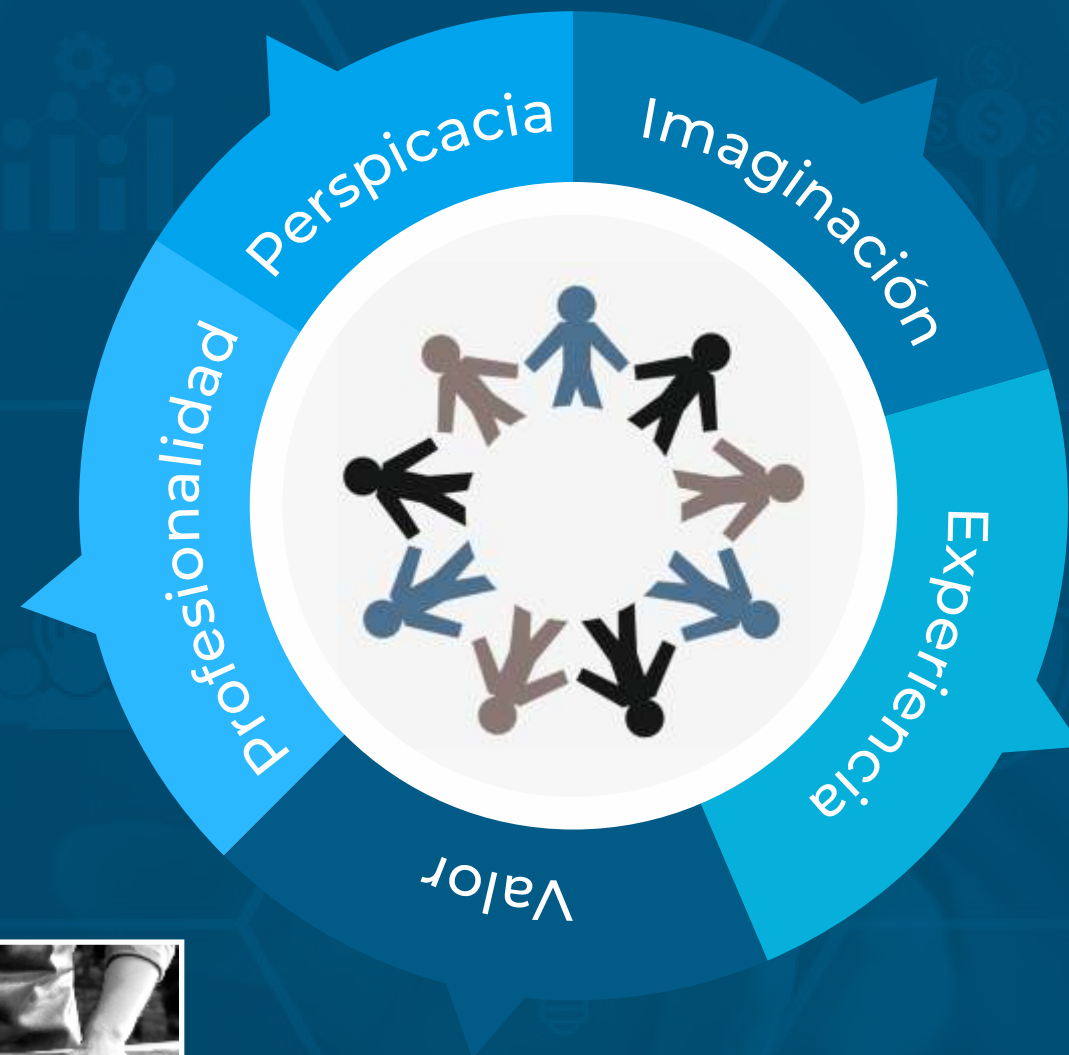 Perspicacia
Imaginación
Experiencia
Valor
Profesionalidad